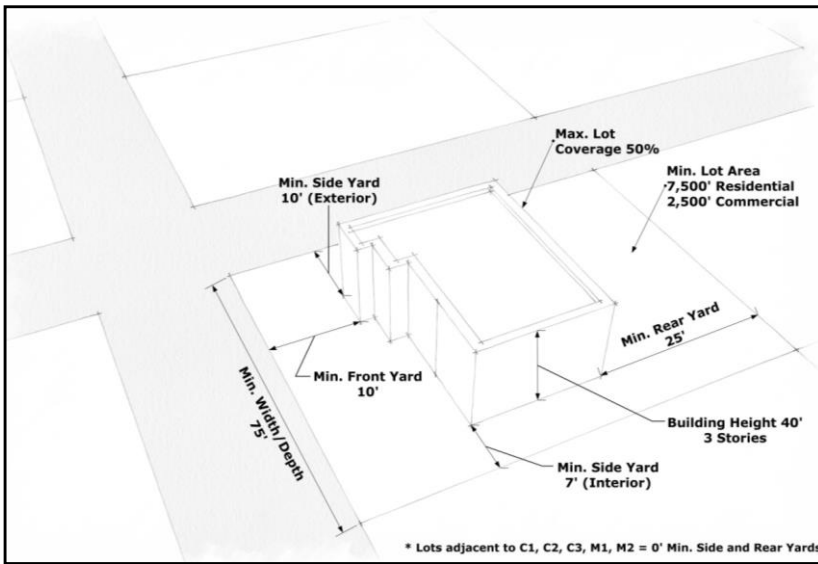 Max. Lot
Coverage 50%
Min. Lot Area
7,500' Residential
2,500' Commercial
Min. Side Yard
10' (Exterior)
Min. Rear Yard
25'
Min. Front Yard
10'
Min. Width/Depth
75'
Building Height 40'
3 Stories
Min. Side Yard
7' (Interior)
* Lots adjacent to C1, C2, C3, M1, M2 = 0' Min. Side and Rear Yards